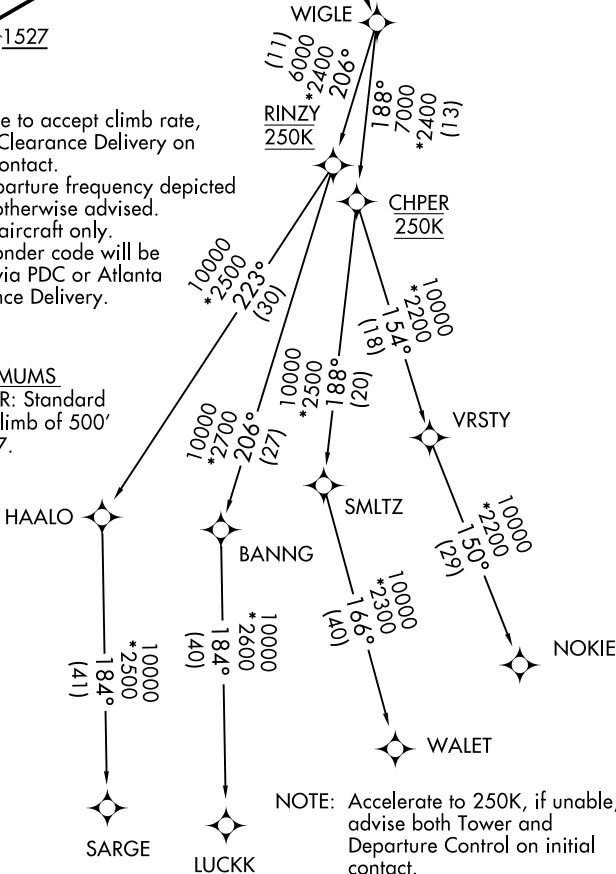 WIGLE
1527
(11)
6000
*2400
206°
188°
7000
*2400
(13)
RINZY
250K
e to accept climb rate,
Clearance Delivery on
ontact.
parture frequency depicted
otherwise advised.
aircraft only.
onder code will be
via PDC or Atlanta
nce Delivery.
CHPER
250K
10000
*2500
223°
(30)
10000
*2700
206°
(27)
10000
*2500
188°
(20)
10000
*2200
154°
(18)
MUMS
R: Standard
limb of 500'
7.
VRSTY
HAALO
BANNG
SMLTZ
10000
*2200
150°
(29)
10000
*2500
184°
(41)
10000
*2600
184°
(40)
10000
*2300
166°
(40)
NOKIE
WALET
SARGE
LUCKK
NOTE: Accelerate to 250K, if unable,
advise both Tower and
Departure Control on initial
contact.